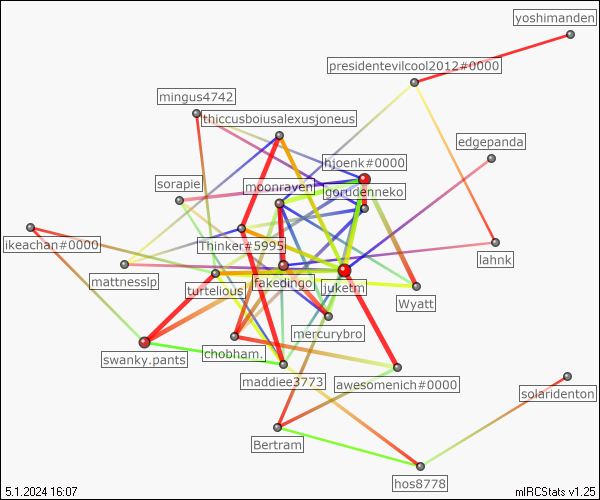 yoshimanden
presidentevilcool2012#0000
mingus4742
thiccusboiusalexusjoneus
edgepanda
hjoenk#0000
sorapie
moonraven
gorudenneko
ikeachan#0000
Thinker#5995
lahnk
mattnesslp
turtelious
fakedingo
jjuketm
Wyatt
mercurybro
swanky.pants
chobham.
maddiee3773
awesomenich#0000
solaridenton
Bertram
hos8778
5.1.2024 16:07
mIRCStats v1.25